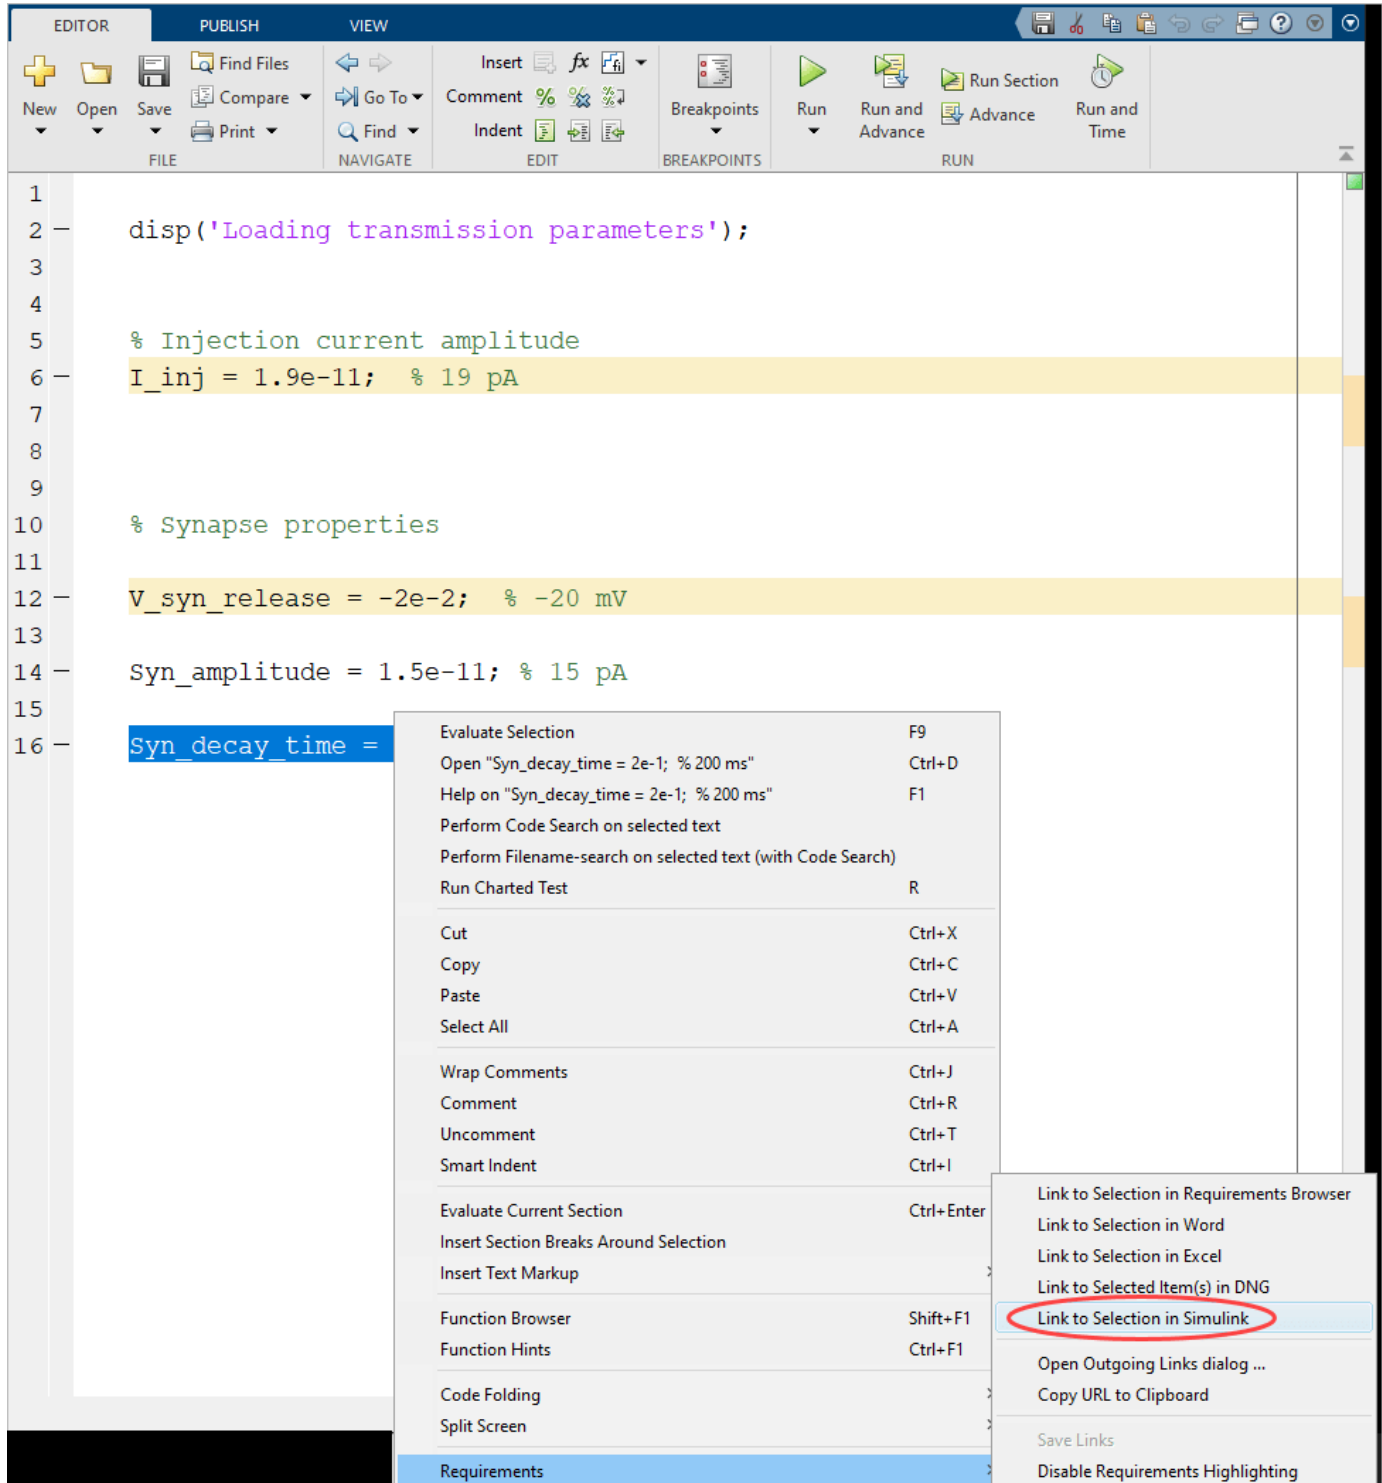 EDITOR PUBLISH VIEW
New Open Save Find Files Compare Print
FILE
Go To Find
NAVIGATE
Insert fx fi
Comment % % %
Indent
EDIT
Breakpoints
BREAKPOINTS
Run Run and Advance Run Section Advance Run and Time
RUN
1
2 – disp('Loading transmission parameters');
3
4
5 % Injection current amplitude
6 – I_inj = 1.9e-11; % 19 pA
7
8
9
10 % Synapse properties
11
12 – V_syn_release = -2e-2; % -20 mV
13
14 – Syn_amplitude = 1.5e-11; % 15 pA
15
16 – Syn_decay_time =
Evaluate Selection F9
Open "Syn_decay_time = 2e-1; % 200 ms" Ctrl+D
Help on "Syn_decay_time = 2e-1; % 200 ms" F1
Perform Code Search on selected text
Perform Filename-search on selected text (with Code Search)
Run Charted Test R
Cut Ctrl+X
Copy Ctrl+C
Paste Ctrl+V
Select All Ctrl+A
Wrap Comments Ctrl+J
Comment Ctrl+R
Uncomment Ctrl+T
Smart Indent Ctrl+I
Evaluate Current Section Ctrl+Enter
Insert Section Breaks Around Selection
Insert Text Markup
Function Browser Shift+F1
Function Hints Ctrl+F1
Code Folding
Split Screen
Requirements
Link to Selection in Requirements Browser
Link to Selection in Word
Link to Selection in Excel
Link to Selected Item(s) in DNG
Link to Selection in Simulink
Open Outgoing Links dialog ...
Copy URL to Clipboard
Save Links
Disable Requirements Highlighting